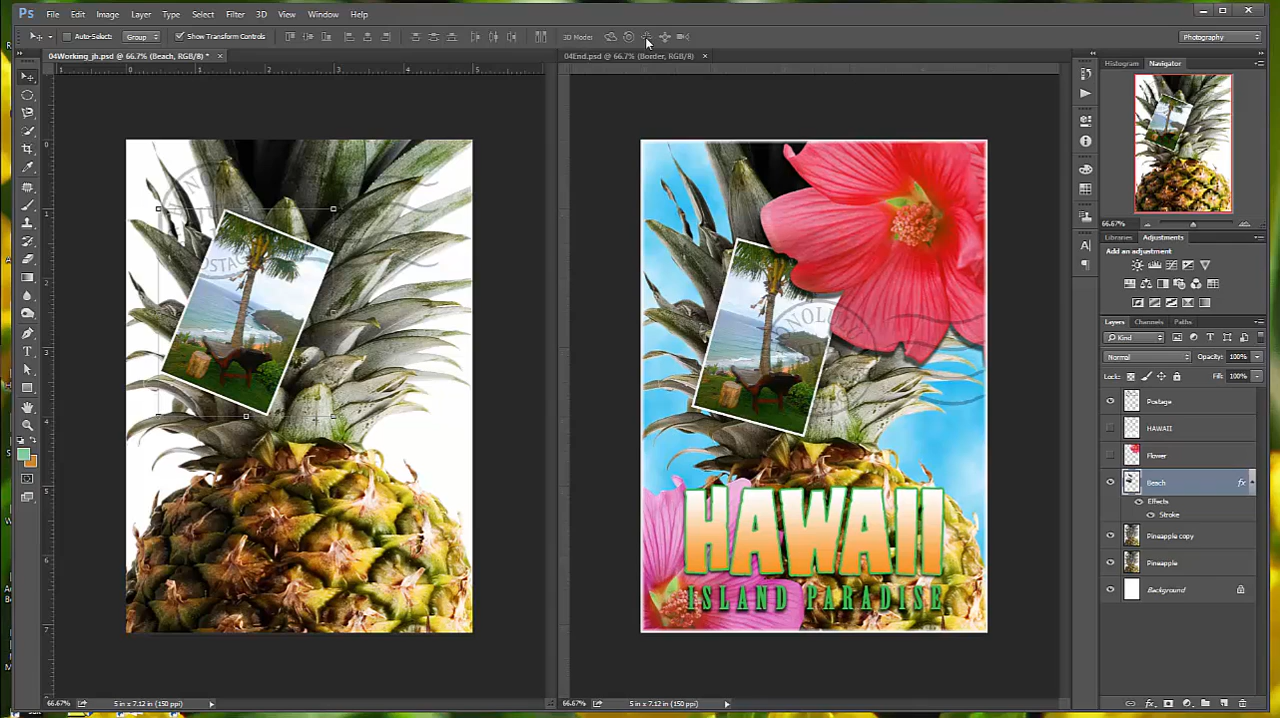 Ps File Edit Image Layer Type Select Filter 3D View Window Help
Auto-Select: Group Show Transform Controls 3D Mode: Photography
04Working_jh.psd @ 66.7% (Beach, RGB/8) * × 04End.psd @ 66.7% (Border, RGB/8) ×
Histogram Navigator
66.67%
Libraries Adjustments
Add an adjustment
Layers Channels Paths
Kind
Normal Opacity: 100%
Lock: Fill: 100%
Postage
HAWAII
Flower
Beach fx
Effects
Stroke
Pineapple copy
Pineapple
Background
HONOLULU
HAWAII
ISLAND PARADISE
66.67% 5 in x 7.12 in (150 ppi)
66.67% 5 in x 7.12 in (150 ppi)